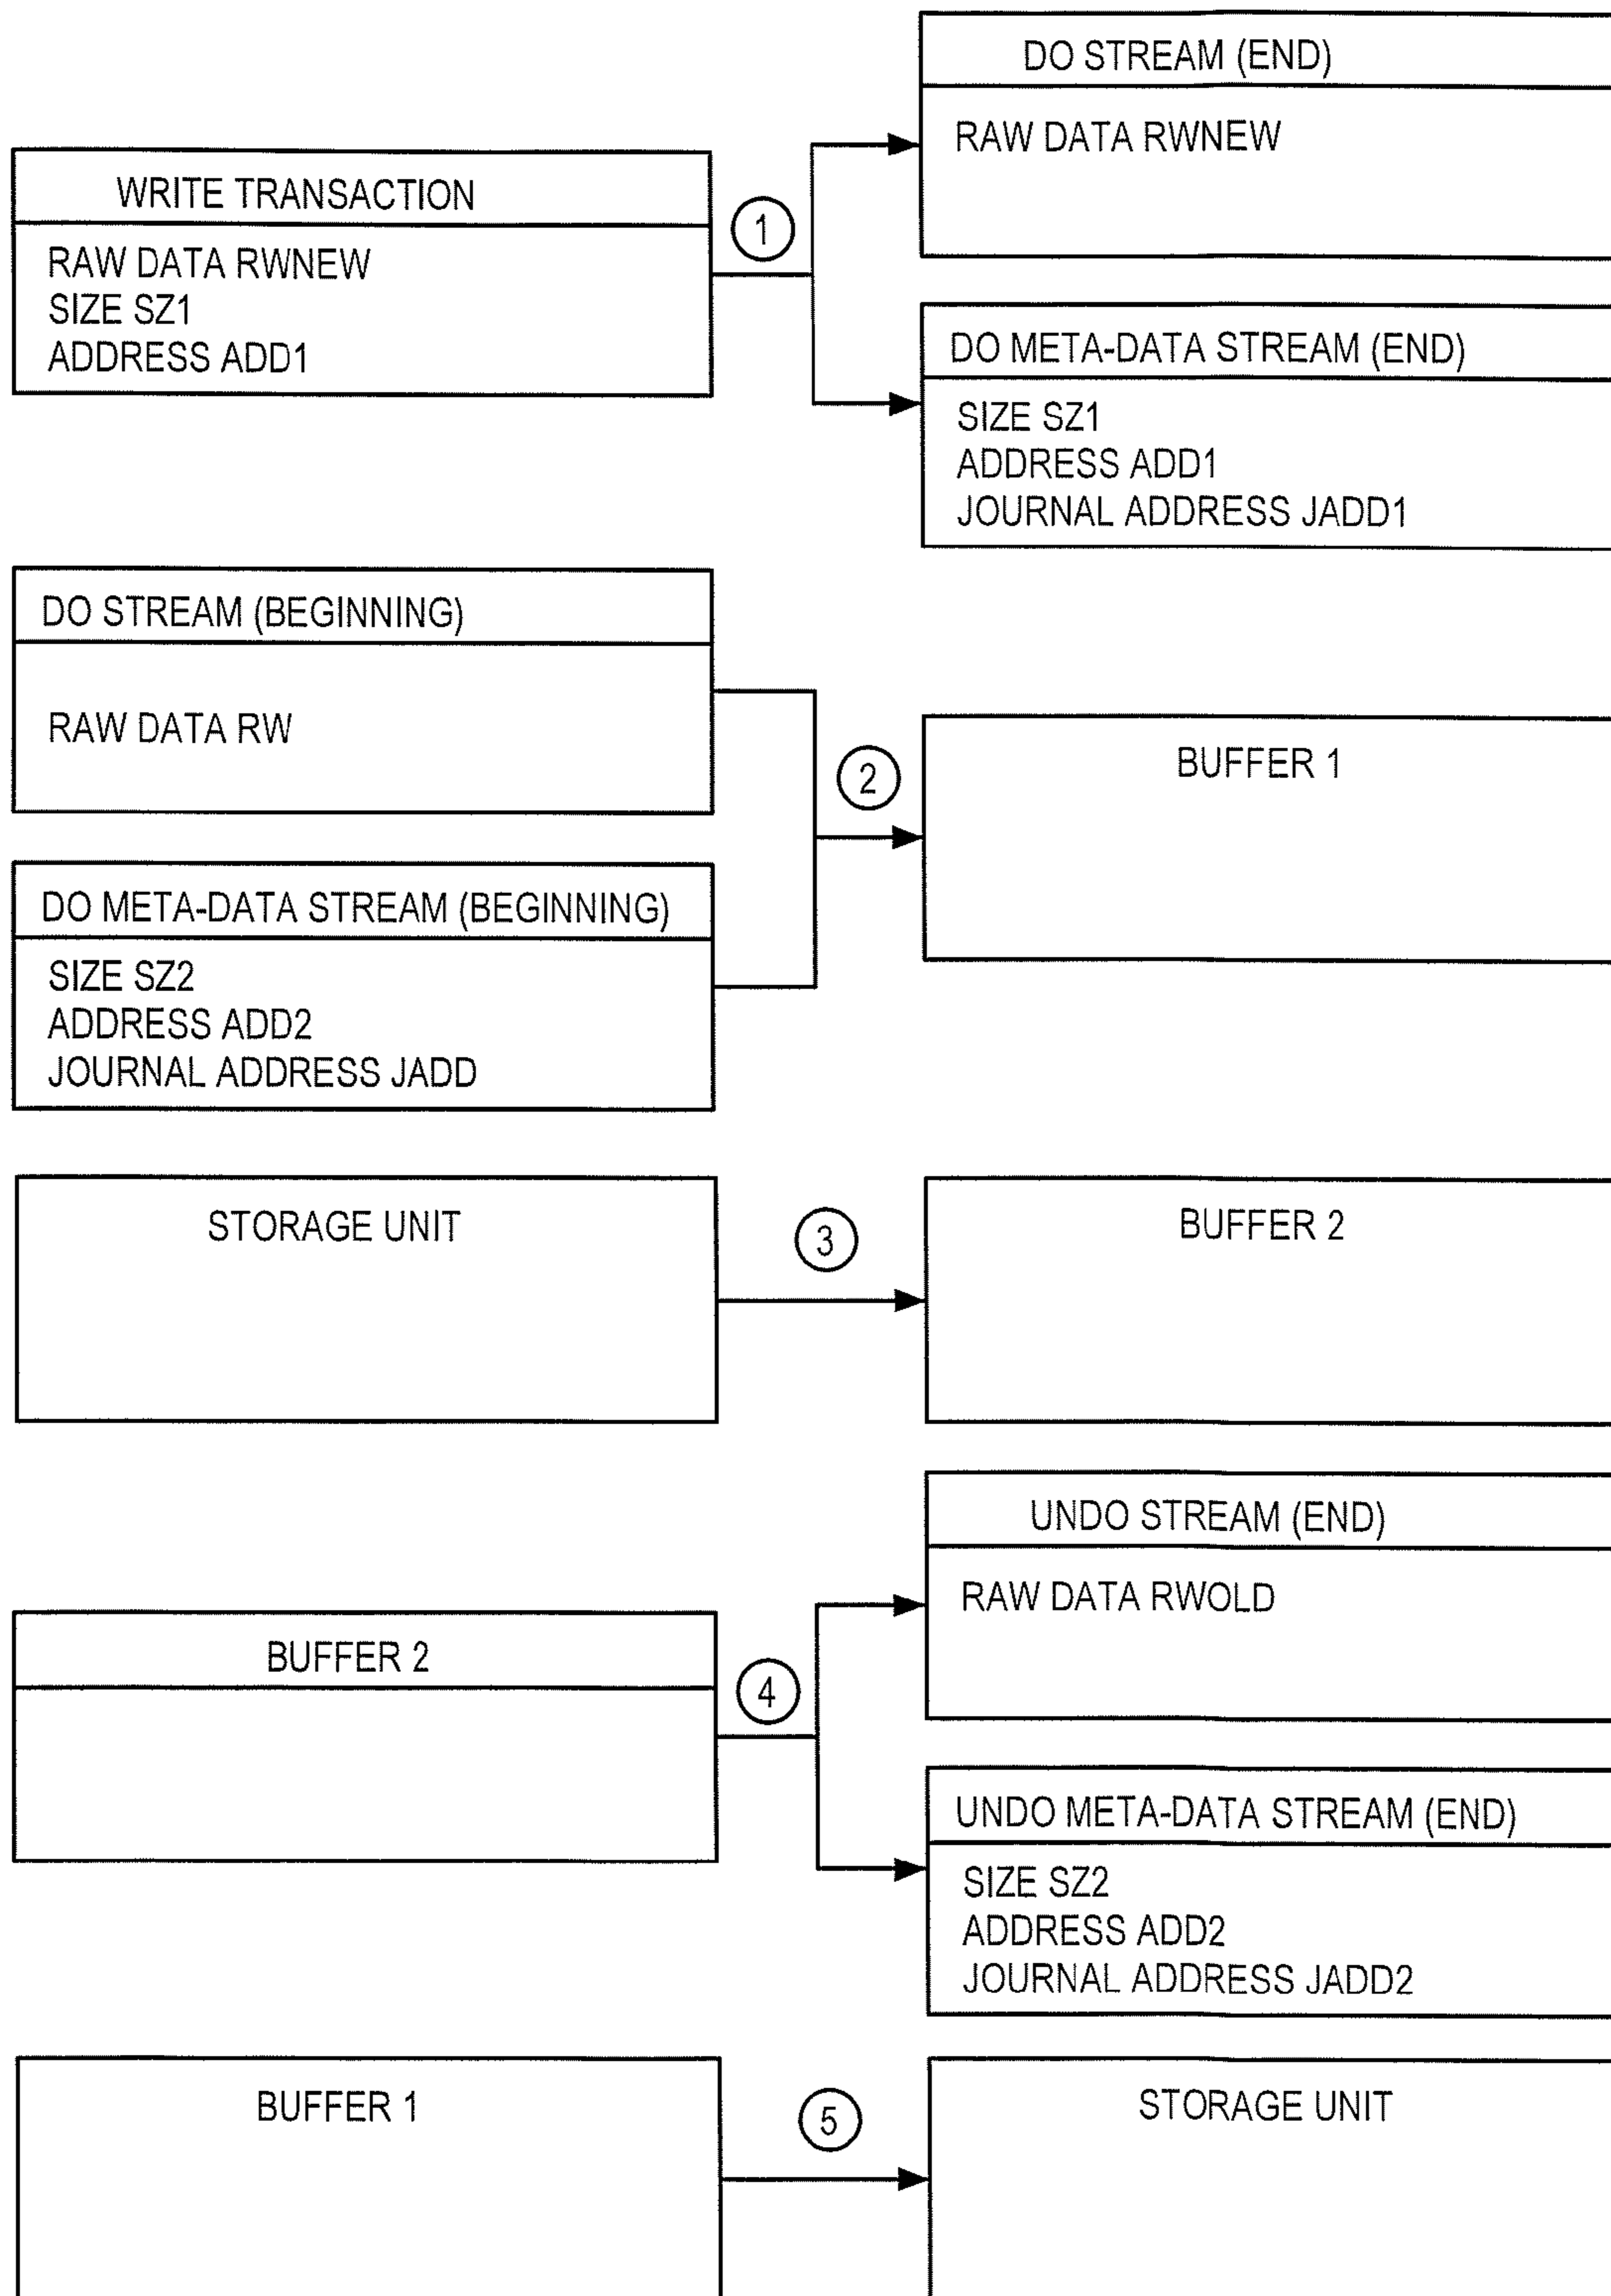 WRITE TRANSACTION
RAW DATA RWNEW
SIZE SZ1
ADDRESS ADD1
1
DO STREAM (END)
RAW DATA RWNEW
DO META-DATA STREAM (END)
SIZE SZ1
ADDRESS ADD1
JOURNAL ADDRESS JADD1
DO STREAM (BEGINNING)
RAW DATA RW
DO META-DATA STREAM (BEGINNING)
SIZE SZ2
ADDRESS ADD2
JOURNAL ADDRESS JADD
2
BUFFER 1
STORAGE UNIT
3
BUFFER 2
BUFFER 2
4
UNDO STREAM (END)
RAW DATA RWOLD
UNDO META-DATA STREAM (END)
SIZE SZ2
ADDRESS ADD2
JOURNAL ADDRESS JADD2
BUFFER 1
5
STORAGE UNIT